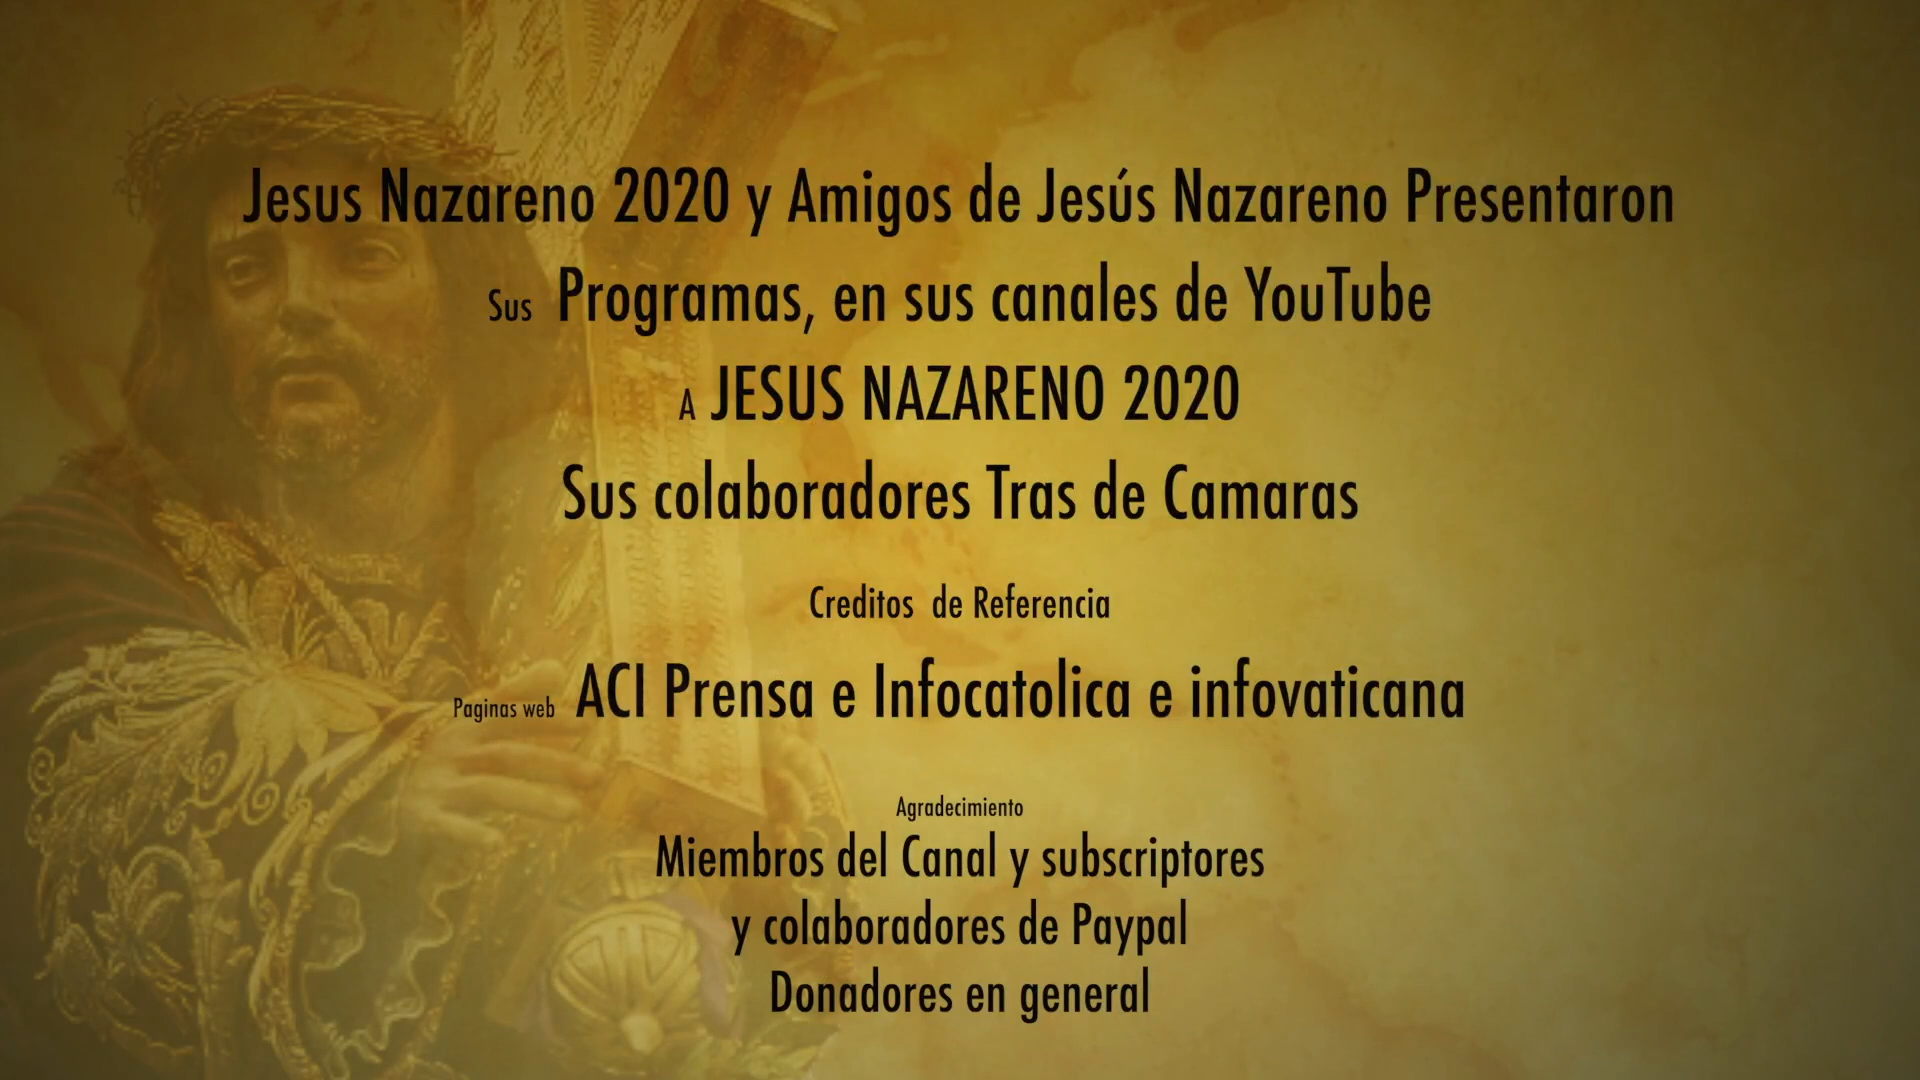 Jesus Nazareno 2020 y Amigos de Jesús Nazareno Presentaron
Sus Programas, en sus canales de YouTube
A JESUS NAZARENO 2020
Sus colaboradores Tras de Camaras
Creditos de Referencia
Paginas web ACI Prensa e Infocatolica e infovaticana
Agradecimiento
Miembros del Canal y subscriptores
y colaboradores de Paypal
Donadores en general